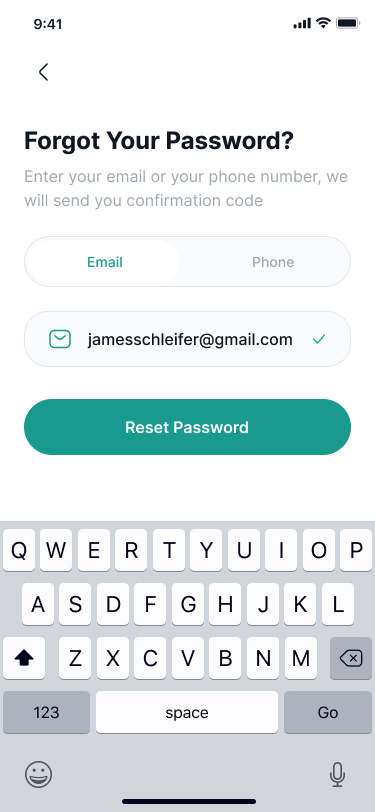 9:41
Forgot Your Password?
Enter your email or your phone number, we
will send you confirmation code
Email Phone
jamesschleifer@gmail.com
Reset Password
Q W E R T Y U I O P
A S D F G H J K L
Z X C V B N M
123 space Go